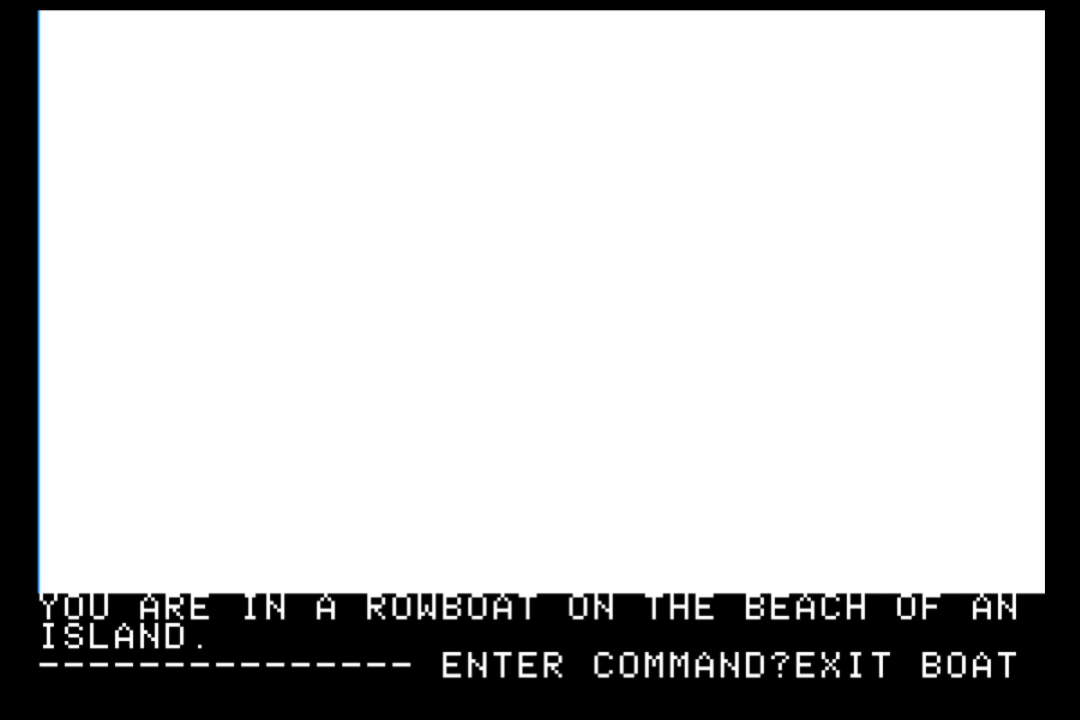 YOU ARE IN A ROWBOAT ON THE BEACH OF AN
ISLAND.
--------------- ENTER COMMAND?EXIT BOAT